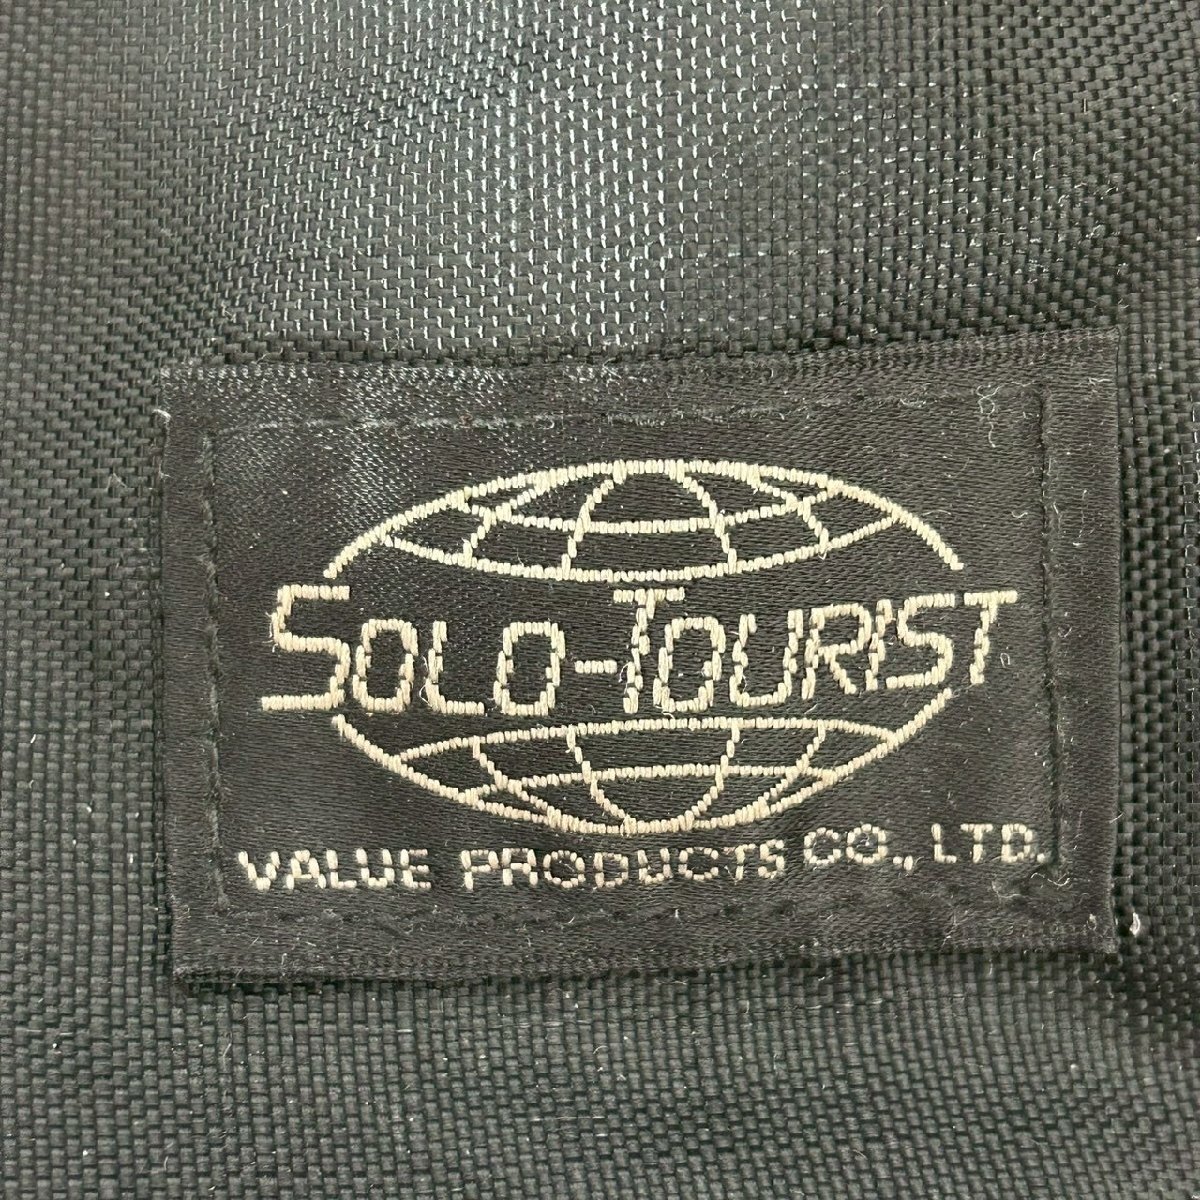 SOLO-TOURIST
VALUE PRODUCTS CO., LTD.